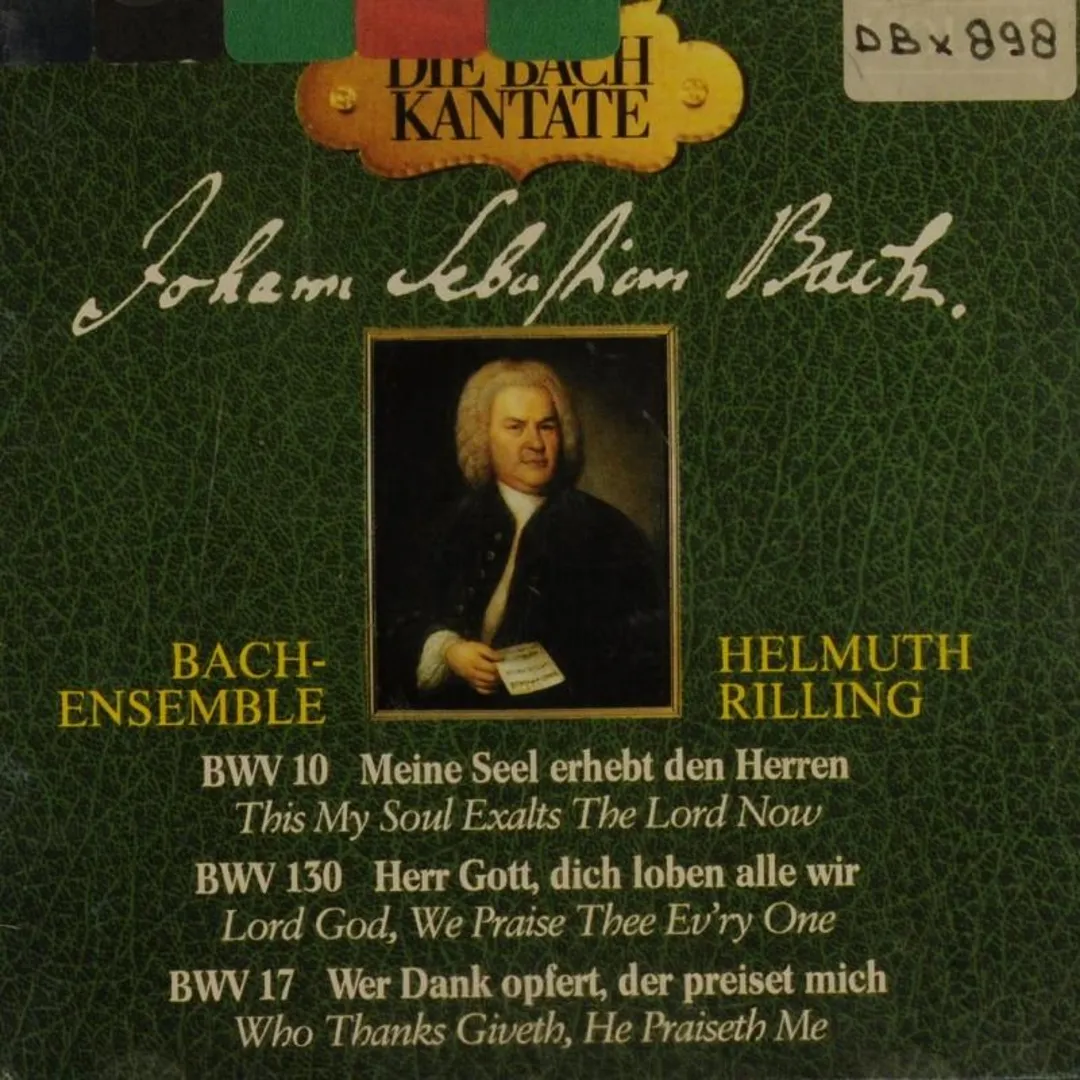 DBx898
DIE BACH
KANTATE
Johann Sebastian Bach.
BACH-
ENSEMBLE
HELMUTH
RILLING
BWV 10 Meine Seel erhebt den Herren
This My Soul Exalts The Lord Now
BWV 130 Herr Gott, dich loben alle wir
Lord God, We Praise Thee Ev'ry One
BWV 17 Wer Dank opfert, der preiset mich
Who Thanks Giveth, He Praiseth Me